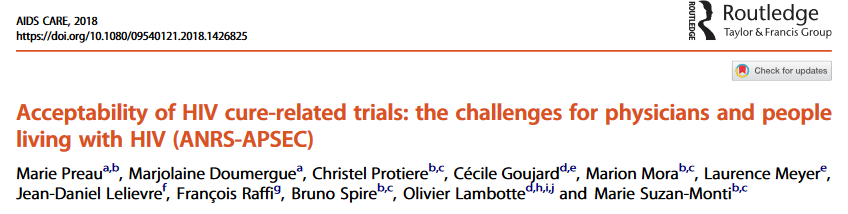 AIDS CARE, 2018
https://doi.org/10.1080/09540121.2018.1426825
ROUTLEDGE
Routledge
Taylor & Francis Group
Check for updates
Acceptability of HIV cure-related trials: the challenges for physicians and people
living with HIV (ANRS-APSEC)
Marie Preau a,b, Marjolaine Doumergue a, Christel Protiere b,c, Cécile Goujard d,e, Marion Mora b,c, Laurence Meyer e,
Jean-Daniel Lelievre f, François Raffi g, Bruno Spire b,c, Olivier Lambotte d,h,i,j and Marie Suzan-Monti b,c